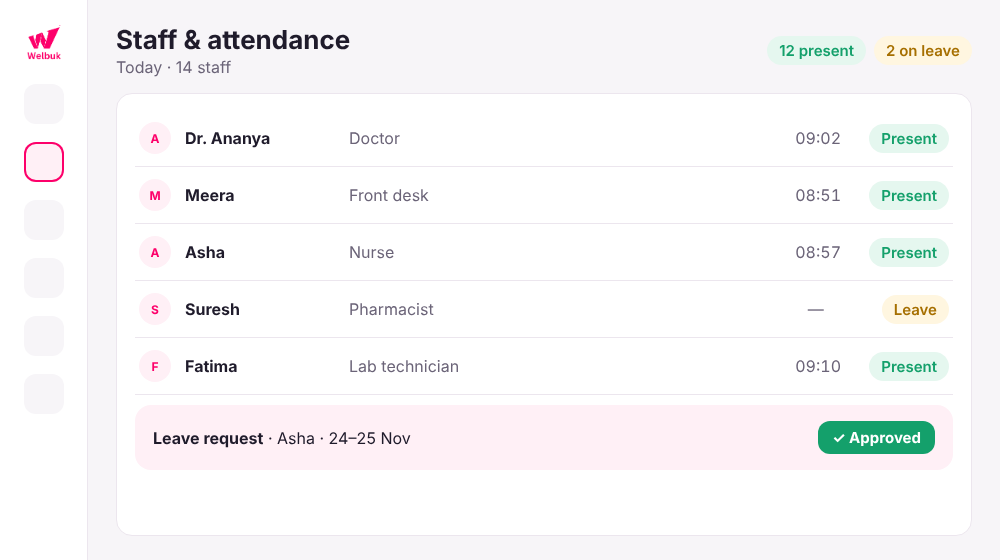 Welbuk
Staff & attendance
Today · 14 staff
12 present
2 on leave
A Dr. Ananya Doctor 09:02 Present
M Meera Front desk 08:51 Present
A Asha Nurse 08:57 Present
S Suresh Pharmacist — Leave
F Fatima Lab technician 09:10 Present
Leave request · Asha · 24–25 Nov ✓ Approved